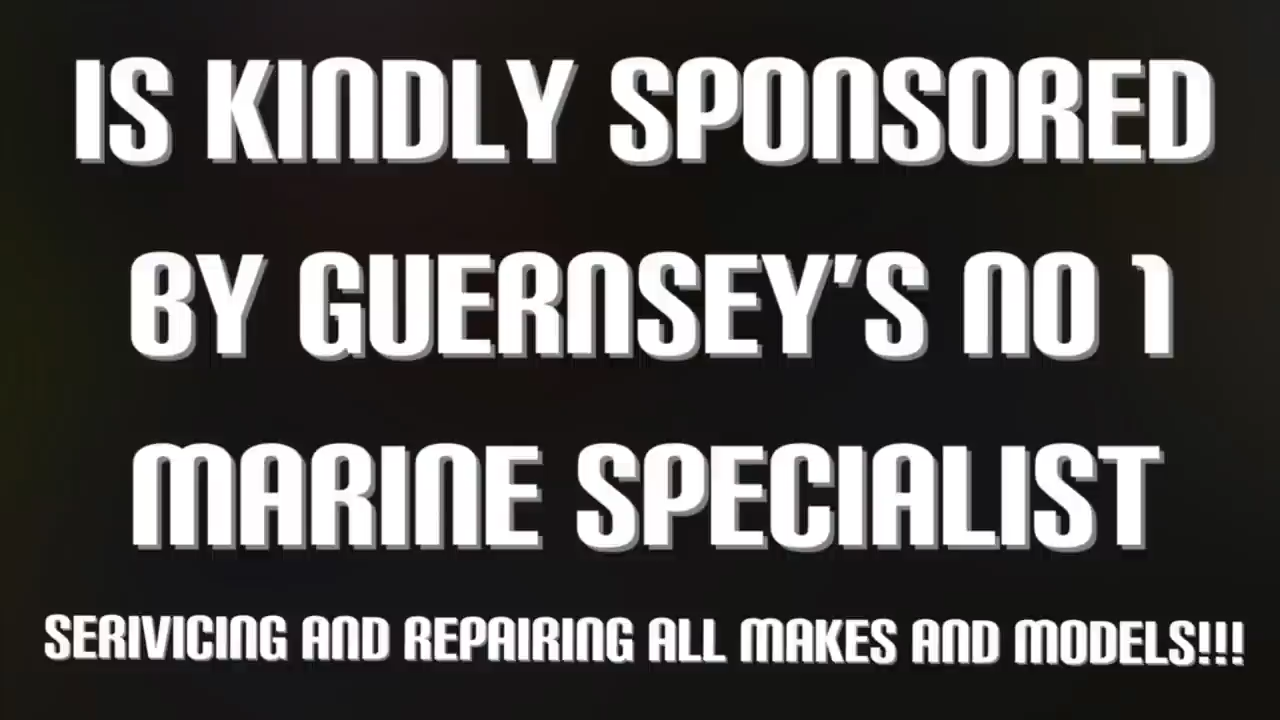 IS KINDLY SPONSORED
BY GUERNSEY'S NO 1
MARINE SPECIALIST
SERIVICING AND REPAIRING ALL MAKES AND MODELS!!!